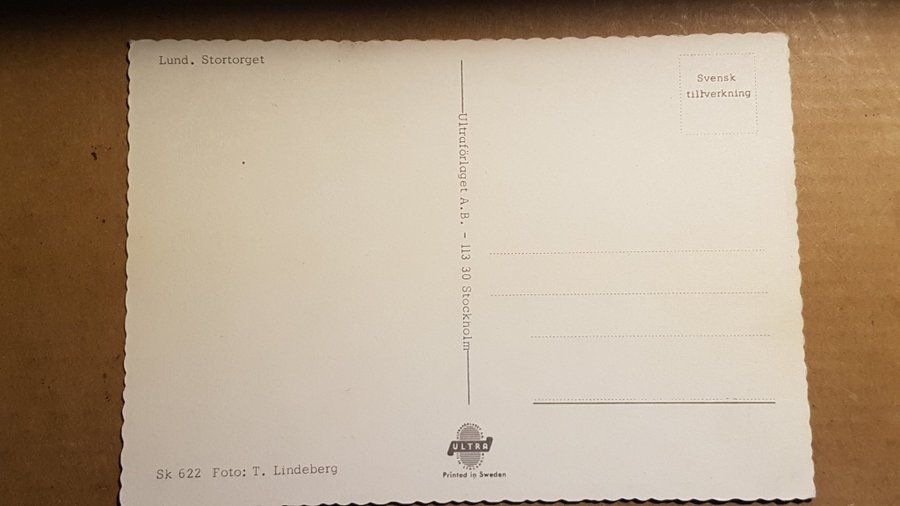 Lund. Stortorget
Svensk
tillverkning
Ultraförlaget A.B. - 113 30 Stockholm
Sk 622 Foto: T. Lindeberg
ULTRA
Printed in Sweden